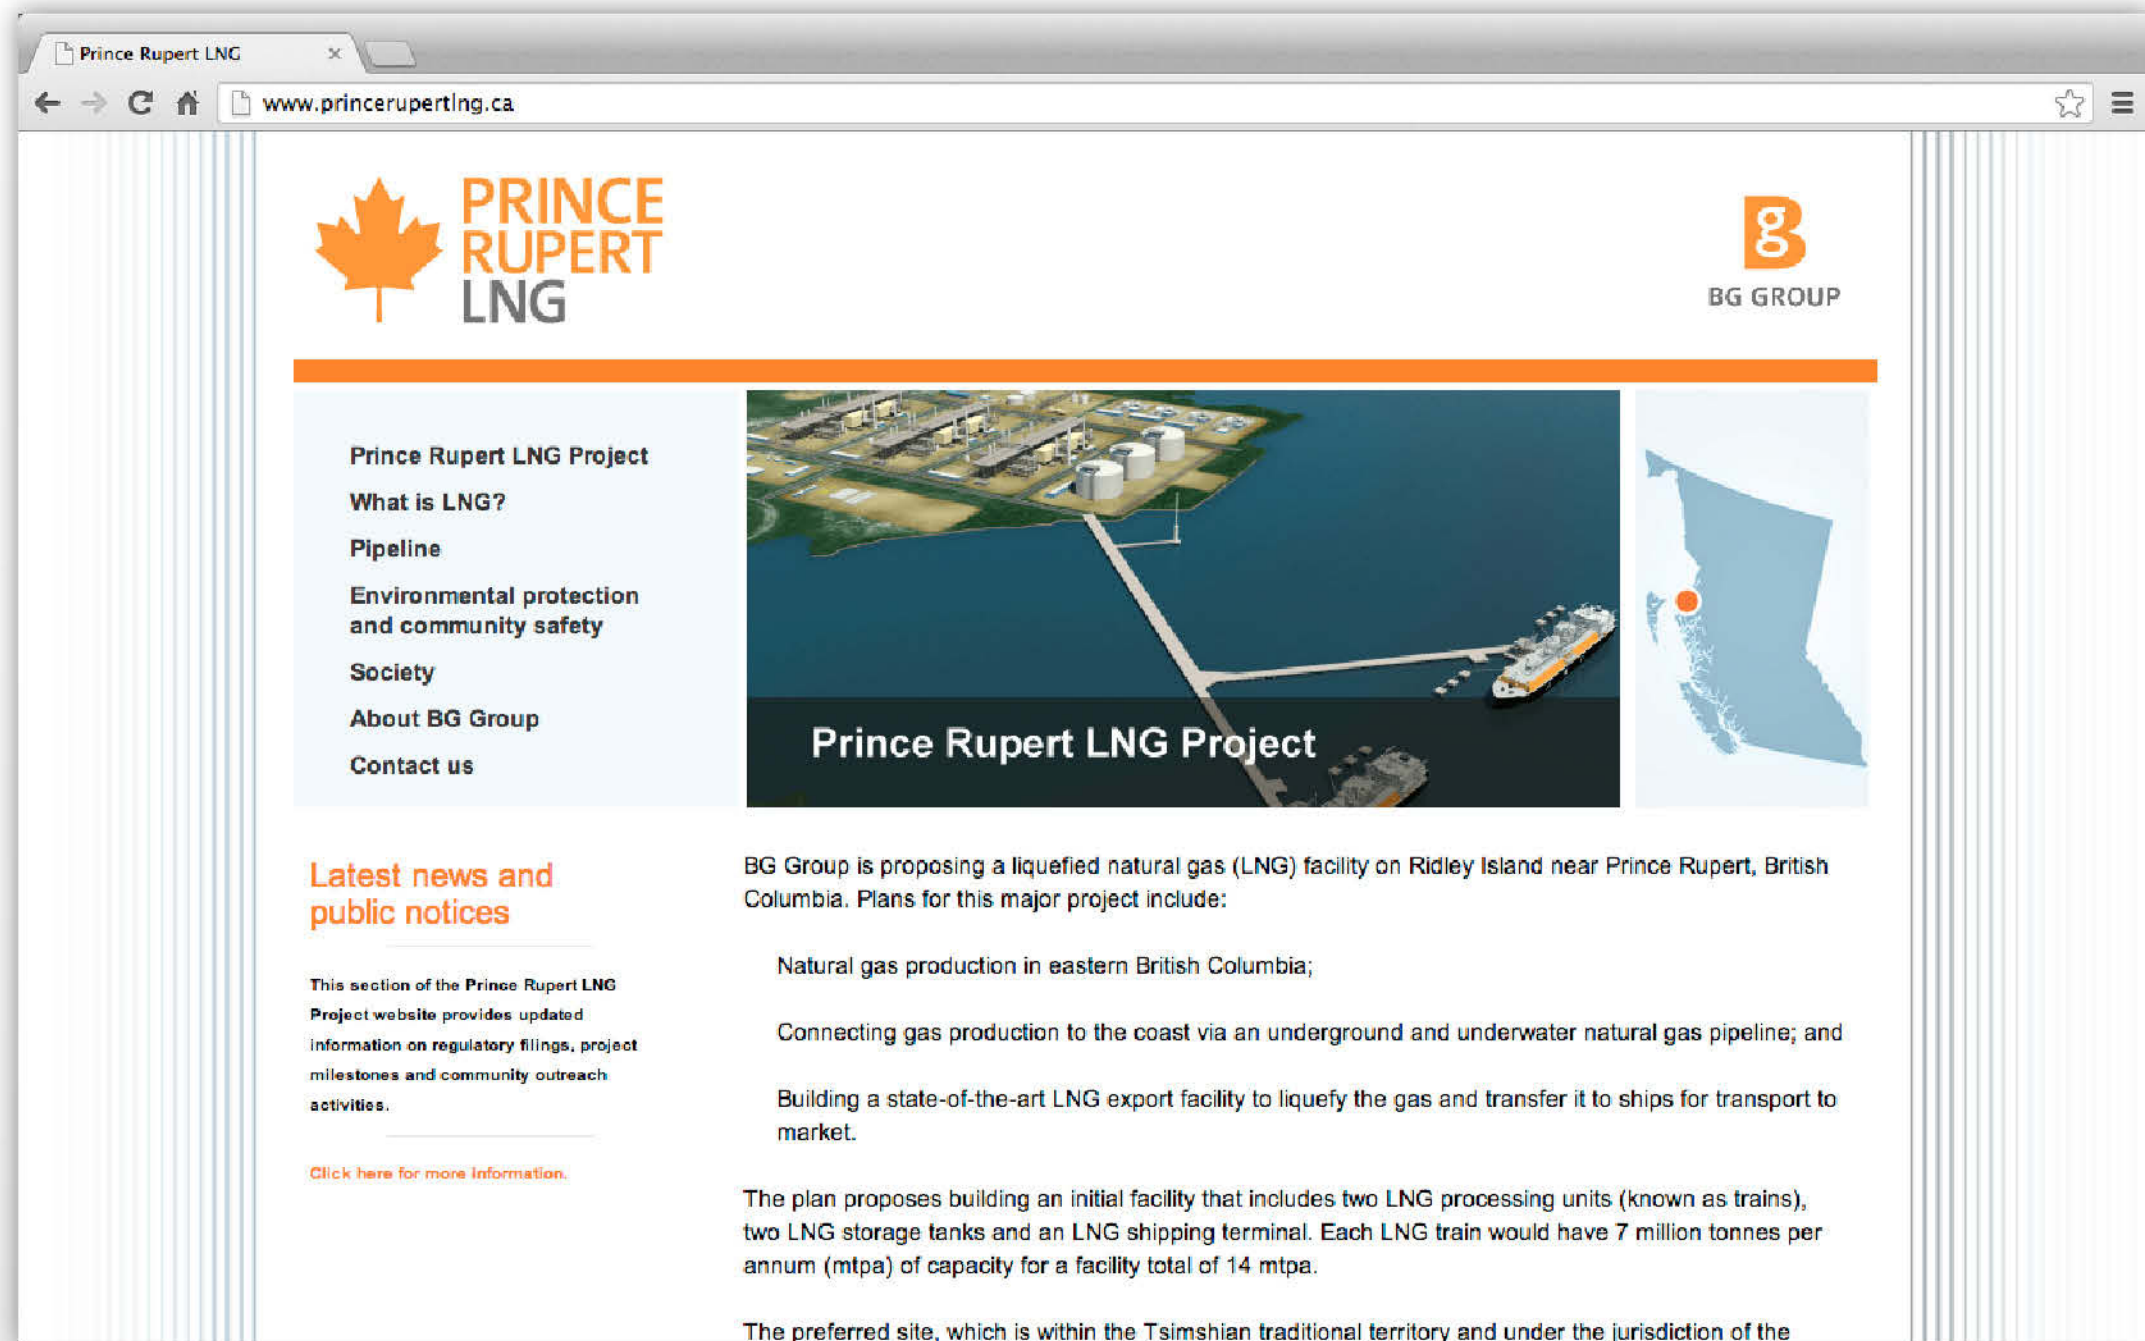 Prince Rupert LNG
www.princerupertlng.ca
PRINCE
RUPERT
LNG
Bg
BG GROUP
Prince Rupert LNG Project
What is LNG?
Pipeline
Environmental protection
and community safety
Society
About BG Group
Contact us
Prince Rupert LNG Project
Latest news and
public notices
This section of the Prince Rupert LNG
Project website provides updated
information on regulatory filings, project
milestones and community outreach
activities.
Click here for more information.
BG Group is proposing a liquefied natural gas (LNG) facility on Ridley Island near Prince Rupert, British
Columbia. Plans for this major project include:
Natural gas production in eastern British Columbia;
Connecting gas production to the coast via an underground and underwater natural gas pipeline; and
Building a state-of-the-art LNG export facility to liquefy the gas and transfer it to ships for transport to
market.
The plan proposes building an initial facility that includes two LNG processing units (known as trains),
two LNG storage tanks and an LNG shipping terminal. Each LNG train would have 7 million tonnes per
annum (mtpa) of capacity for a facility total of 14 mtpa.
The preferred site, which is within the Tsimshian traditional territory and under the jurisdiction of the